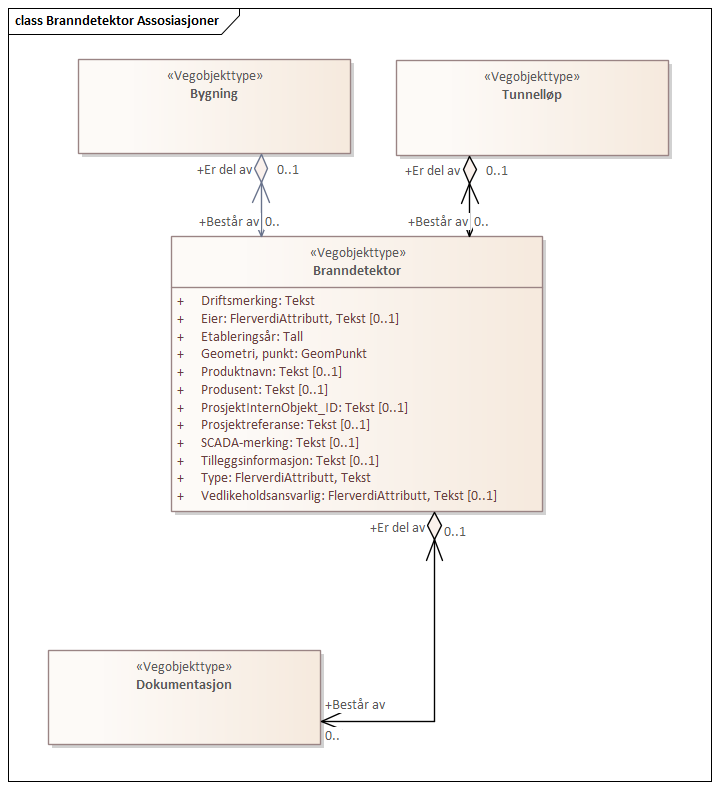 class Branndetektor Assosiasjoner
«Vegobjekttype»
Bygning
«Vegobjekttype»
Tunnelløp
+Er del av
0..1
+Er del av
0..1
+Består av
0..
+Består av
0..
«Vegobjekttype»
Branndetektor
+ Driftsmerking: Tekst
+ Eier: FlerverdiAttributt, Tekst [0..1]
+ Etableringsår: Tall
+ Geometri, punkt: GeomPunkt
+ Produktnavn: Tekst [0..1]
+ Produsent: Tekst [0..1]
+ ProsjektInternObjekt_ID: Tekst [0..1]
+ Prosjektreferanse: Tekst [0..1]
+ SCADA-merking: Tekst [0..1]
+ Tilleggsinformasjon: Tekst [0..1]
+ Type: FlerverdiAttributt, Tekst
+ Vedlikeholdsansvarlig: FlerverdiAttributt, Tekst [0..1]
+Er del av
0..1
«Vegobjekttype»
Dokumentasjon
+Består av
0..